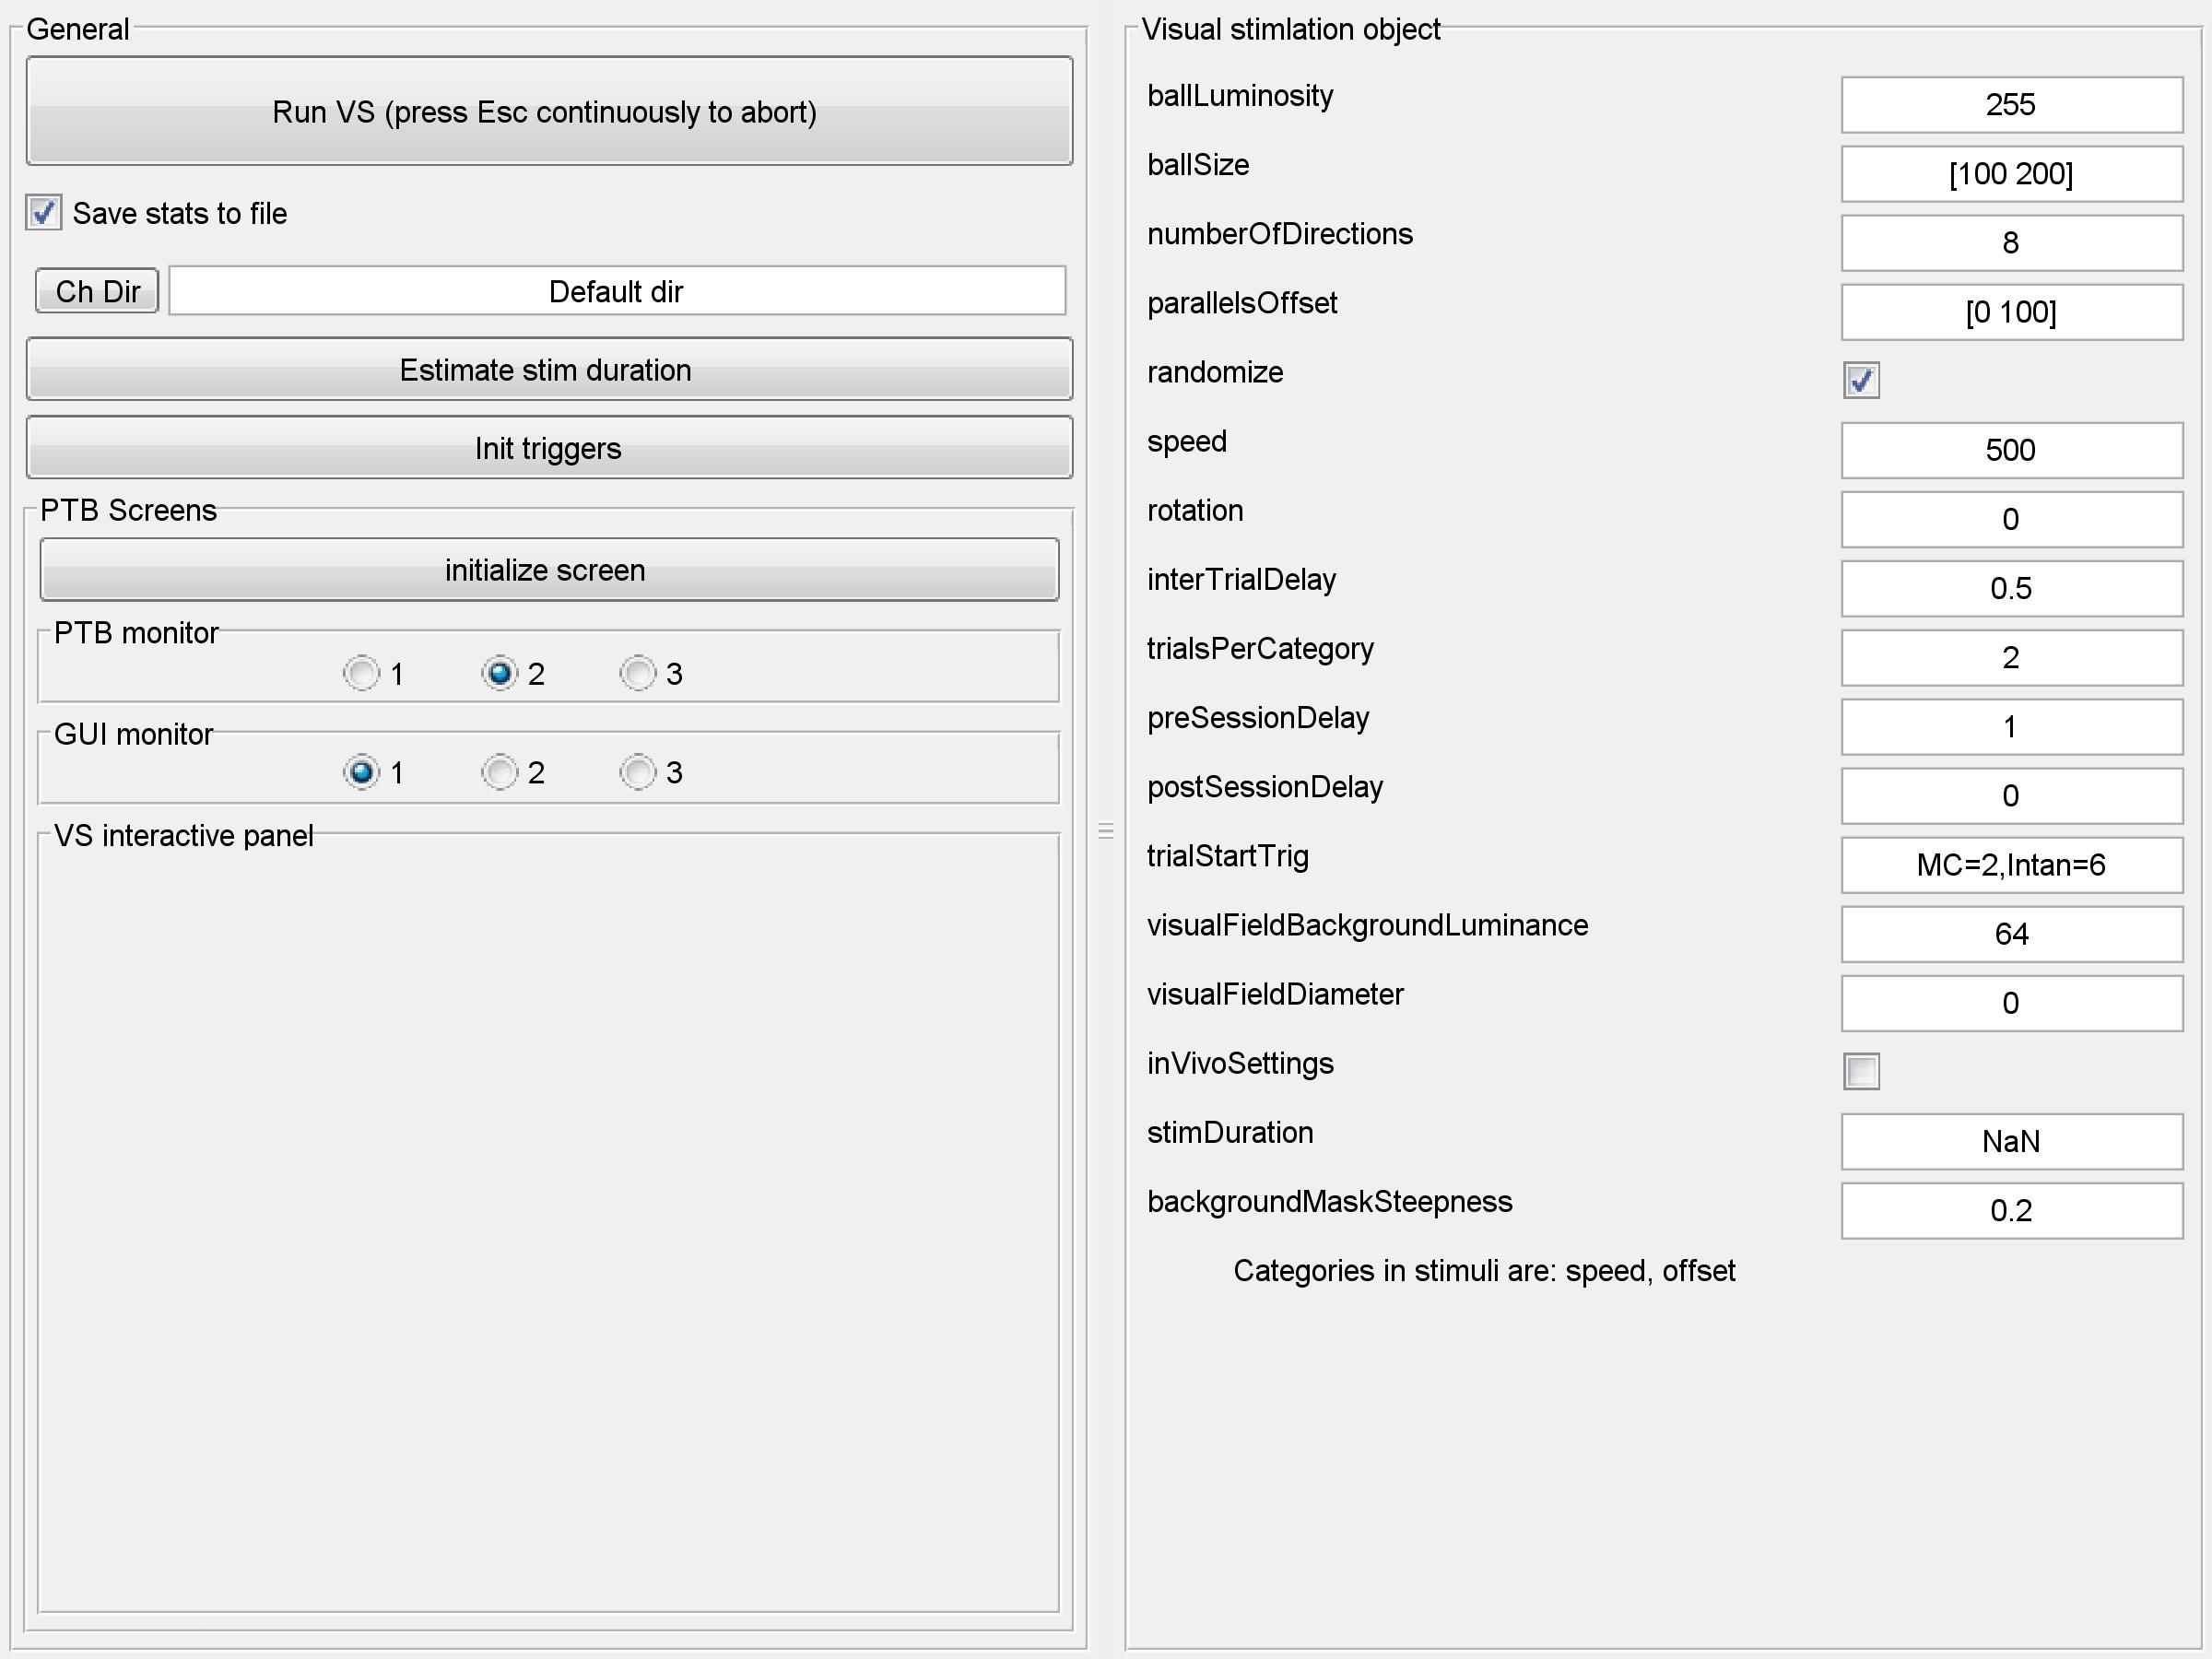 General
Run VS (press Esc continuously to abort)
Save stats to file
Ch Dir
Default dir
Estimate stim duration
Init triggers
PTB Screens
initialize screen
PTB monitor
1 2 3
GUI monitor
1 2 3
VS interactive panel
Visual stimlation object
ballLuminosity 255
ballSize [100 200]
numberOfDirections 8
parallelsOffset [0 100]
randomize
speed 500
rotation 0
interTrialDelay 0.5
trialsPerCategory 2
preSessionDelay 1
postSessionDelay 0
trialStartTrig MC=2,Intan=6
visualFieldBackgroundLuminance 64
visualFieldDiameter 0
inVivoSettings
stimDuration NaN
backgroundMaskSteepness 0.2
Categories in stimuli are: speed, offset